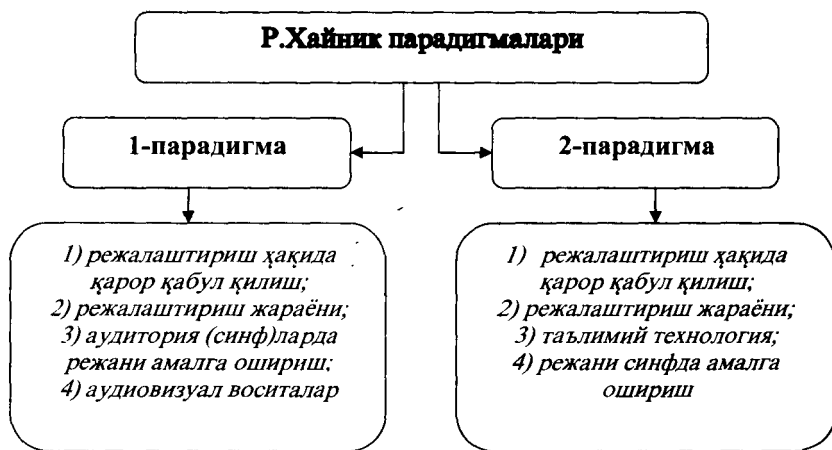 Р.Хайник парадигмалари
1-парадигма
2-парадигма
1) режалаштириш ҳақида
қарор қабул қилиш;
2) режалаштириш жараёни;
3) аудитория (синф)ларда
режани амалга ошириш;
4) аудиовизуал воситалар
1) режалаштириш ҳақида
қарор қабул қилиш;
2) режалаштириш жараёни;
3) таълимий технология;
4) режани синфда амалга
ошириш